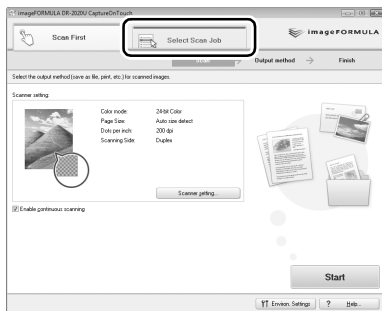 imageFORMULA DR-2020U CaptureOnTouch
Scan First
Select Scan Job
imageFORMULA
Output method
Finish
Select the output method (save as file, print, etc.) for scanned images.
Scanner setting:
Color mode: 24-bit Color
Page Size: Auto size detect
Dots per inch: 200 dpi
Scanning Side: Duplex
Scanner setting...
Enable continuous scanning
Start
Environ. Settings
? Help...